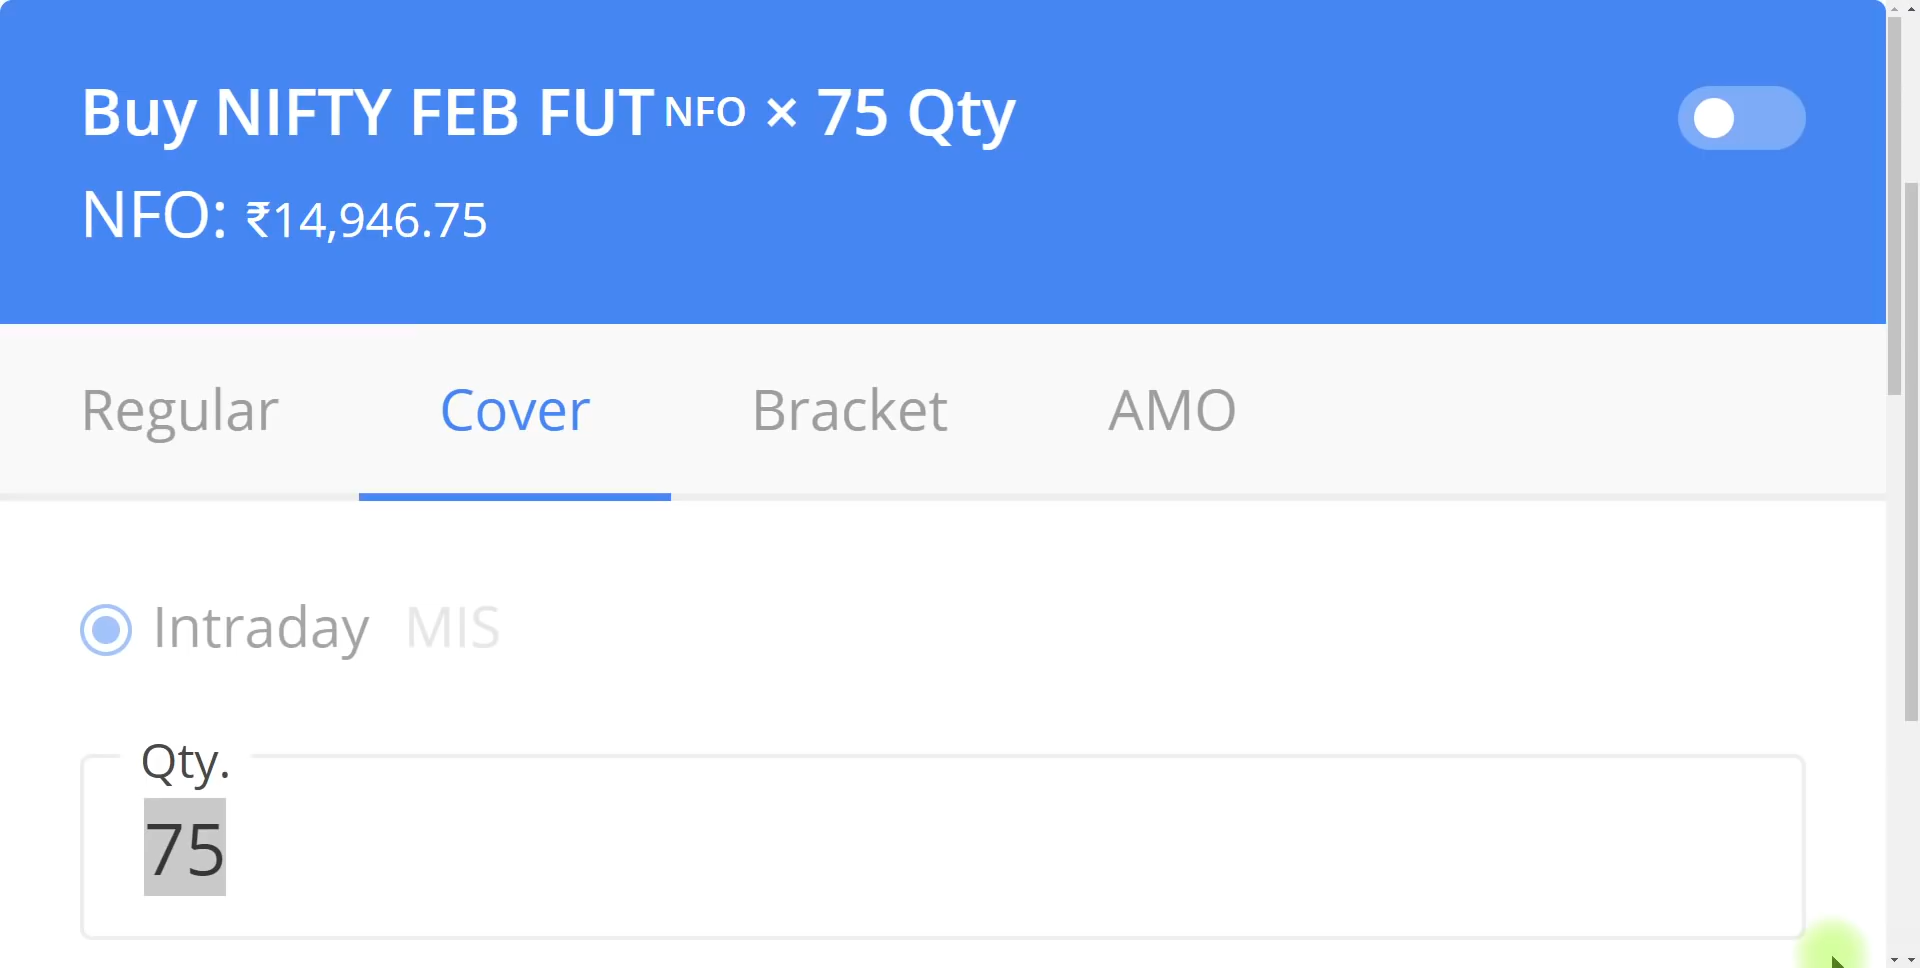 Buy NIFTY FEB FUT NFO × 75 Qty
NFO: ₹14,946.75
Regular Cover Bracket AMO
Intraday MIS
Qty.
75